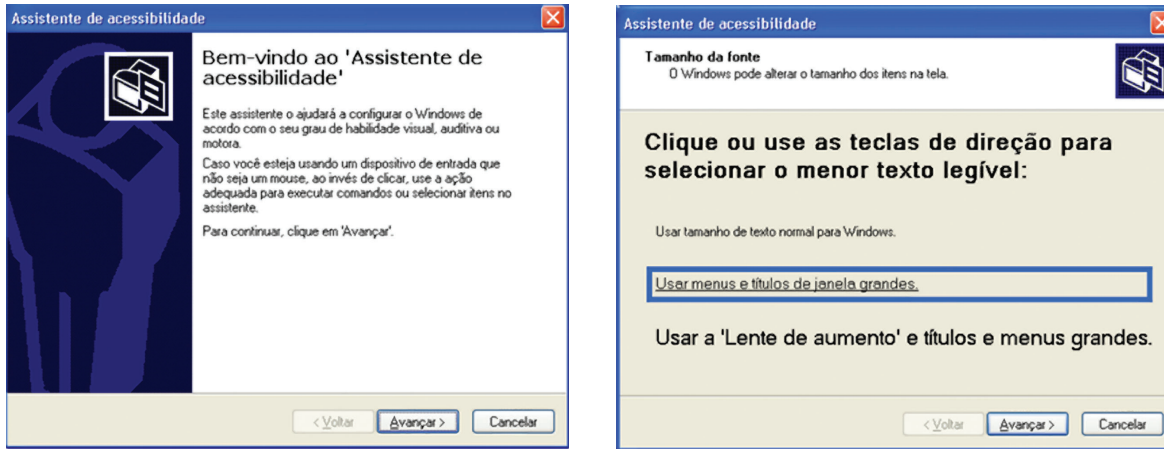 Assistente de acessibilidade
Bem-vindo ao 'Assistente de
acessibilidade'
Este assistente o ajudará a configurar o Windows de
acordo com o seu grau de habilidade visual, auditiva ou
motora.
Caso você esteja usando um dispositivo de entrada que
não seja um mouse, ao invés de clicar, use a ação
adequada para executar comandos ou selecionar itens no
assistente.
Para continuar, clique em 'Avançar'.
< Voltar
Avançar >
Cancelar
Assistente de acessibilidade
Tamanho da fonte
O Windows pode alterar o tamanho dos itens na tela.
Clique ou use as teclas de direção para
selecionar o menor texto legível:
Usar tamanho de texto normal para Windows.
Usar menus e títulos de janela grandes.
Usar a 'Lente de aumento' e títulos e menus grandes.
< Voltar
Avançar >
Cancelar